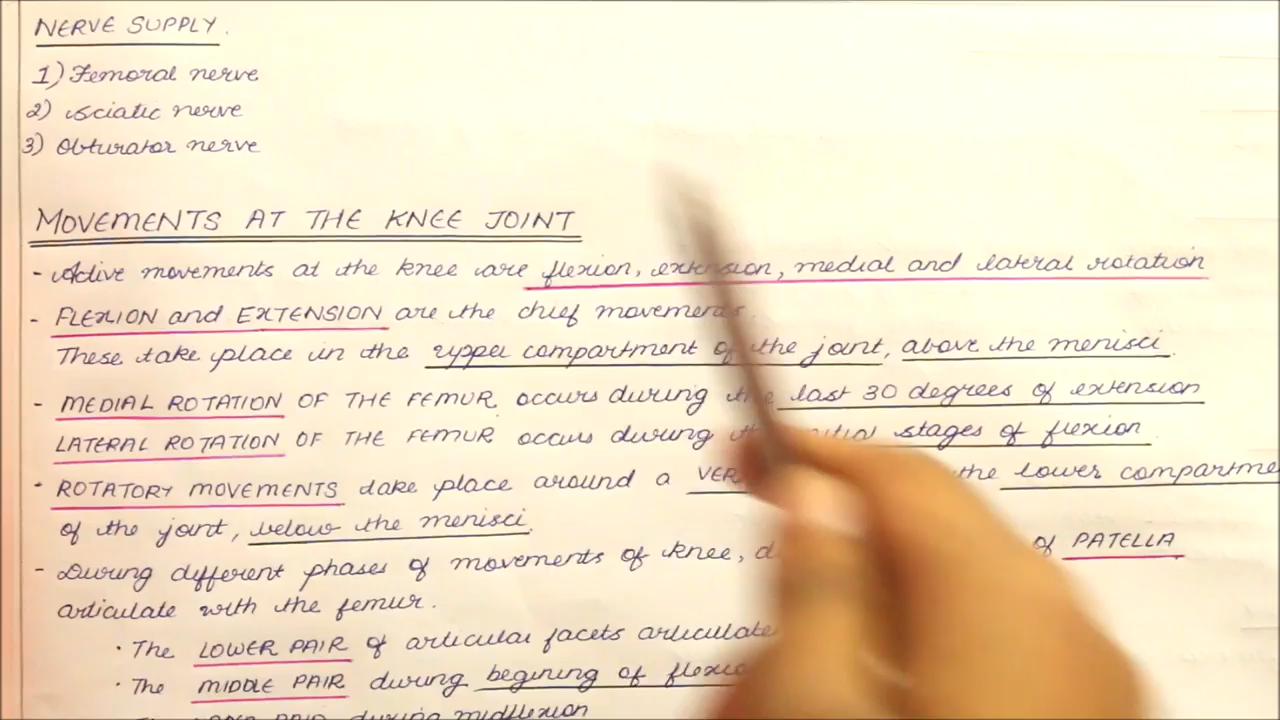 NERVE SUPPLY.
1) Femoral nerve
2) Sciatic nerve
3) Obturator nerve
MOVEMENTS AT THE KNEE JOINT
- Active movements at the knee are flexion, extension, medial and lateral rotation
- FLEXION and EXTENSION are the chief movements.
These take place in the upper compartment of the joint, above the menisci.
- MEDIAL ROTATION OF THE FEMUR occurs during the last 30 degrees of extension
LATERAL ROTATION OF THE FEMUR occurs during stages of flexion.
- ROTATORY MOVEMENTS take place around a the lower compartme
of the joint, below the menisci.
- During different phases of movements of knee, of PATELLA
articulate with the femur.
• The LOWER PAIR of articular facets articulate
• The MIDDLE PAIR during begining of flexio
during midflexion